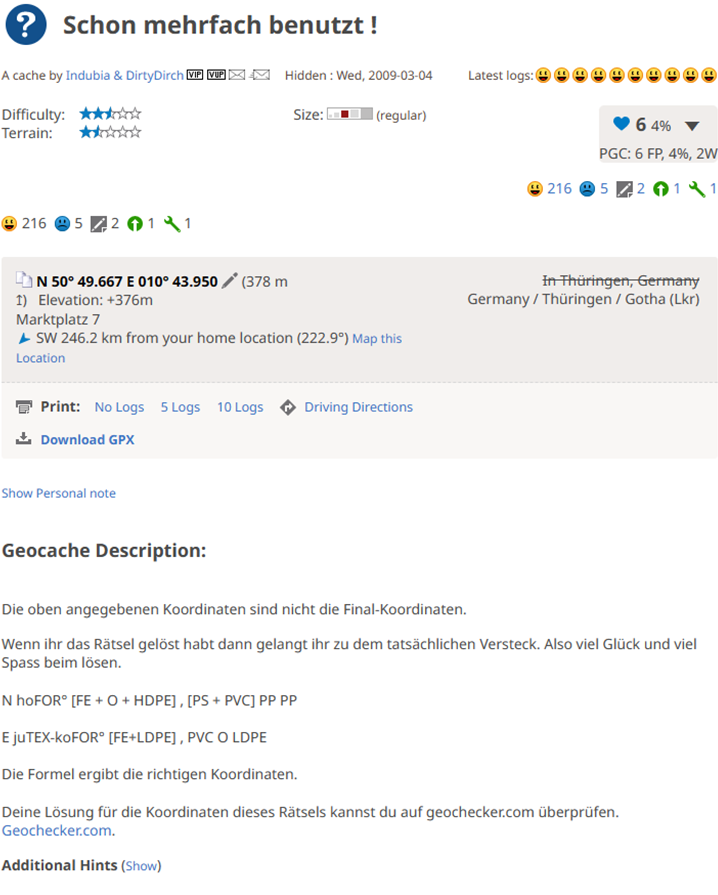 ?
Schon mehrfach benutzt !
A cache by Indubia & DirtyDirch VIP VUP Hidden : Wed, 2009-03-04 Latest logs:
Difficulty:
Size: (regular)
Terrain:
6 4%
PGC: 6 FP, 4%, 2W
216 5 2 1 1
216 5 2 1 1
N 50° 49.667 E 010° 43.950 (378 m
In Thüringen, Germany
Elevation: +376m
Germany / Thüringen / Gotha (Lkr)
Marktplatz 7
SW 246.2 km from your home location (222.9°) Map this
Location
Print: No Logs 5 Logs 10 Logs Driving Directions
Download GPX
Show Personal note
Geocache Description:
Die oben angegebenen Koordinaten sind nicht die Final-Koordinaten.
Wenn ihr das Rätsel gelöst habt dann gelangt ihr zu dem tatsächlichen Versteck. Also viel Glück und viel
Spass beim lösen.
N hoFOR° [FE + O + HDPE] , [PS + PVC] PP PP
E juTEX-koFOR° [FE+LDPE] , PVC O LDPE
Die Formel ergibt die richtigen Koordinaten.
Deine Lösung für die Koordinaten dieses Rätsels kannst du auf geochecker.com überprüfen.
Geochecker.com.
Additional Hints (Show)